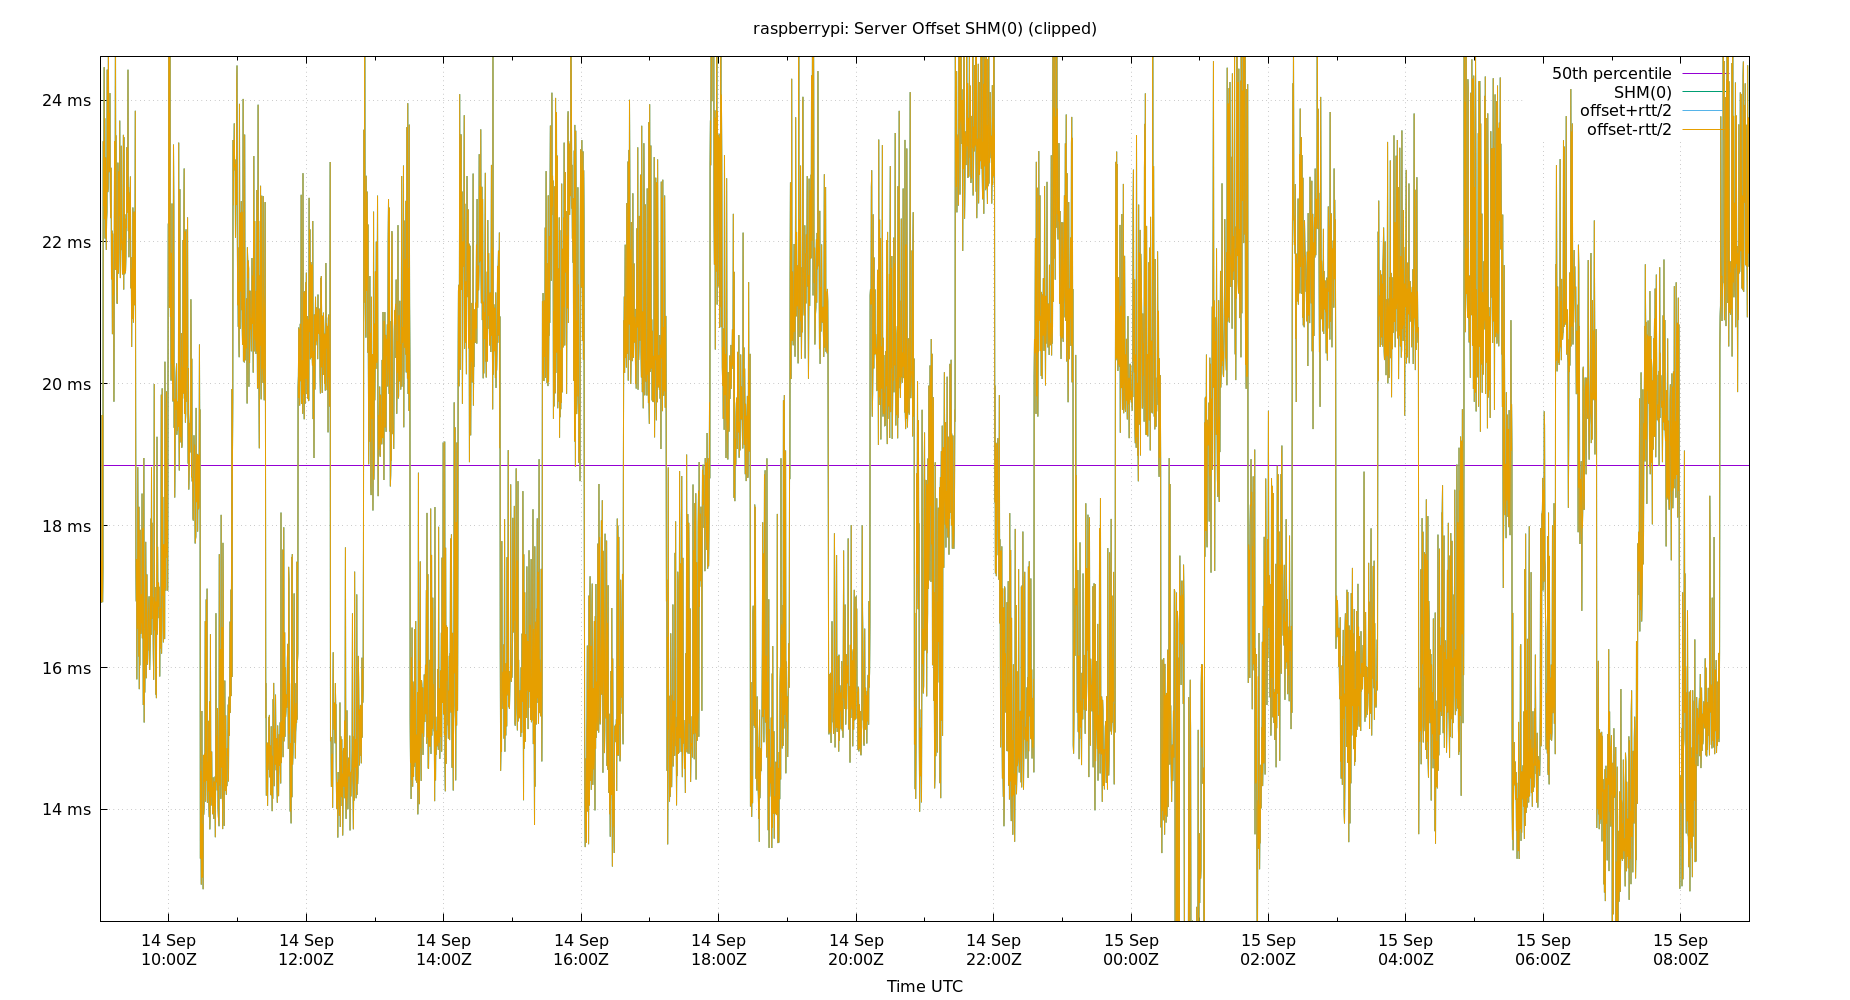 raspberrypi: Server Offset SHM(0) (clipped)
50th percentile
SHM(0)
offset+rtt/2
offset-rtt/2
24 ms
22 ms
20 ms
18 ms
16 ms
14 ms
14 Sep 14 Sep 14 Sep 14 Sep 14 Sep 14 Sep 14 Sep 15 Sep 15 Sep 15 Sep 15 Sep 15 Sep
10:00Z 12:00Z 14:00Z 16:00Z 18:00Z 20:00Z 22:00Z 00:00Z 02:00Z 04:00Z 06:00Z 08:00Z
Time UTC